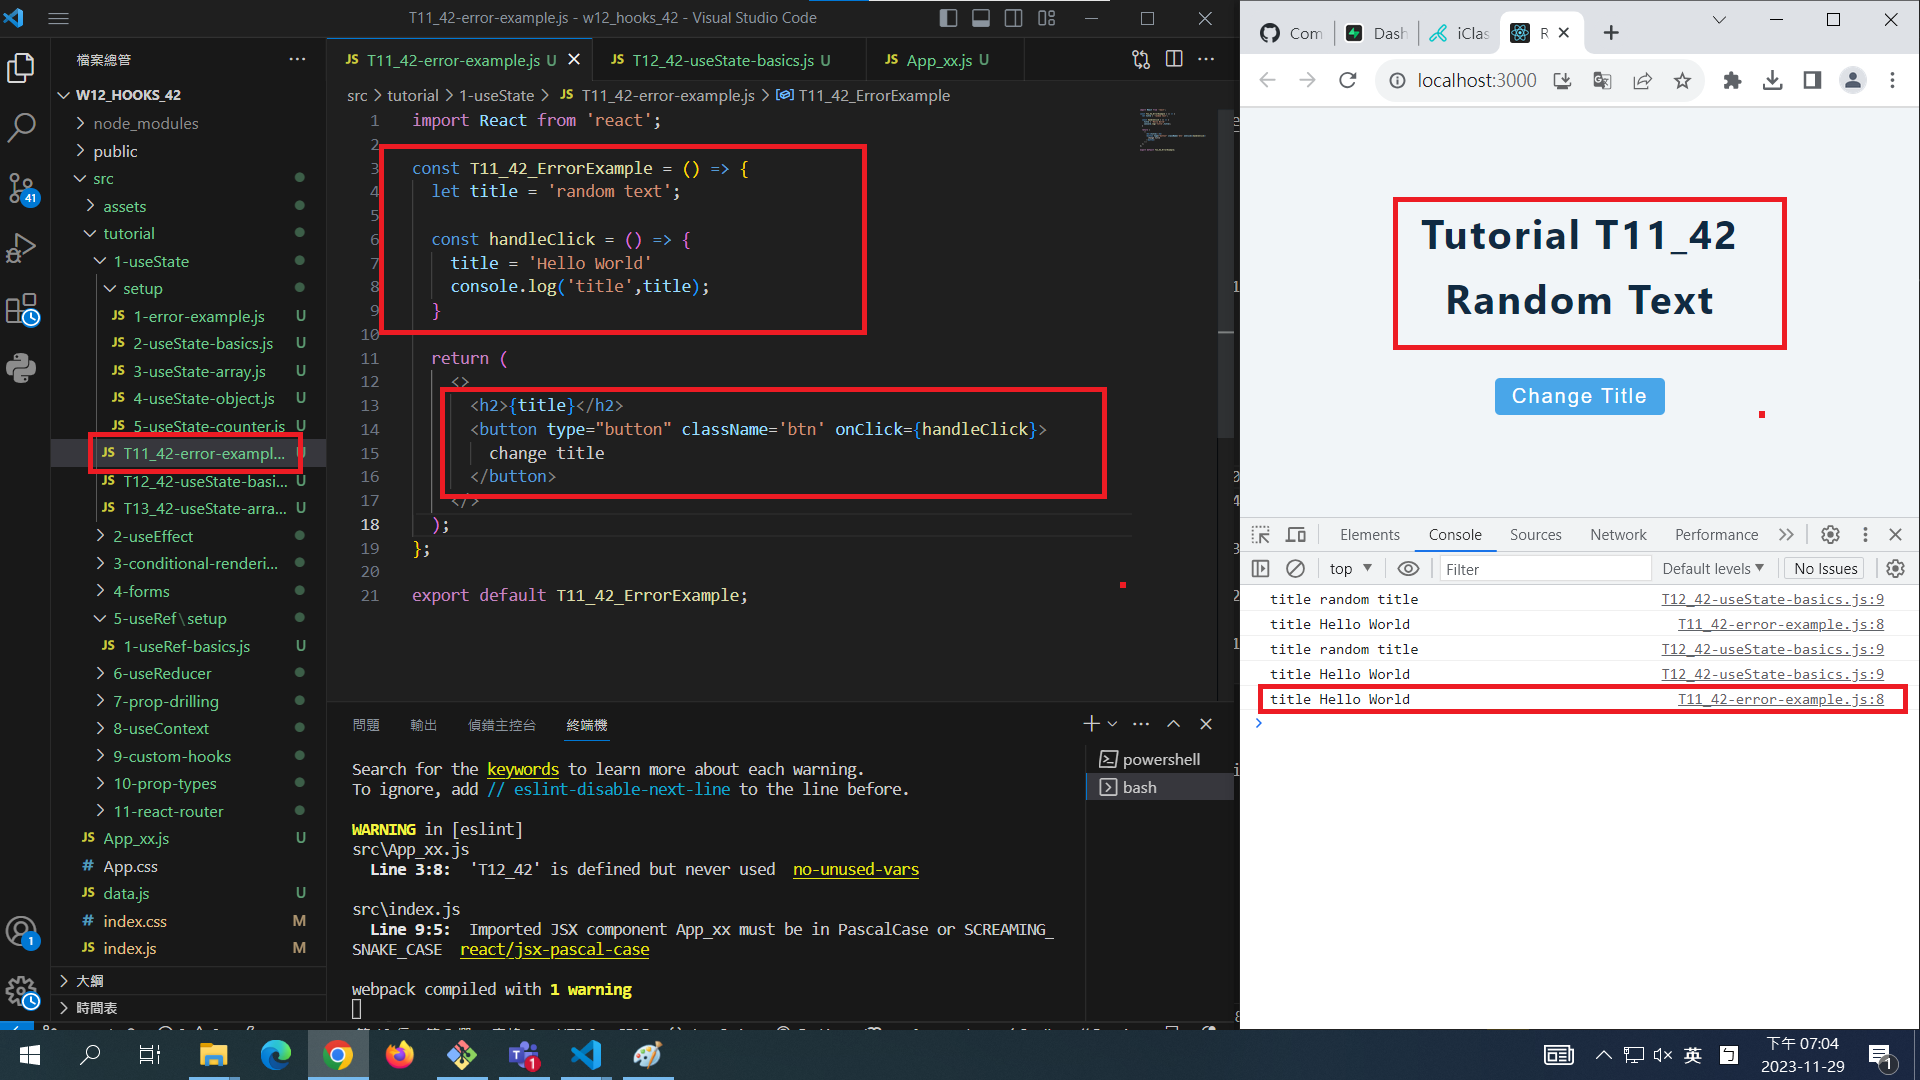 T11_42-error-example.js - w12_hooks_42 - Visual Studio Code
檔案總管
W12_HOOKS_42
node_modules
public
src
assets
tutorial
1-useState
setup
JS 1-error-example.js U
JS 2-useState-basics.js U
JS 3-useState-array.js U
JS 4-useState-object.js U
JS 5-useState-counter.js U
JS T11_42-error-exampl... U
JS T12_42-useState-basi... U
JS T13_42-useState-arra... U
2-useEffect
3-conditional-renderi...
4-forms
5-useRef\setup
JS 1-useRef-basics.js U
6-useReducer
7-prop-drilling
8-useContext
9-custom-hooks
10-prop-types
11-react-router
JS App_xx.js U
# App.css
JS data.js U
# index.css M
JS index.js M
大綱
時間表
41
1
JS T11_42-error-example.js U
JS T12_42-useState-basics.js U
JS App_xx.js U
src > tutorial > 1-useState > JS T11_42-error-example.js > T11_42_ErrorExample
1 import React from 'react';
2
3 const T11_42_ErrorExample = () => {
4 let title = 'random text';
5
6 const handleClick = () => {
7 title = 'Hello World'
8 console.log('title',title);
9 }
10
11 return (
12 <>
13 <h2>{title}</h2>
14 <button type="button" className='btn' onClick={handleClick}>
15 change title
16 </button>
17 </>
18 );
19 };
20
21 export default T11_42_ErrorExample;
問題 輸出 偵錯主控台 終端機
powershell
bash
Search for the keywords to learn more about each warning.
To ignore, add // eslint-disable-next-line to the line before.
WARNING in [eslint]
src\App_xx.js
Line 3:8: 'T12_42' is defined but never used no-unused-vars
src\index.js
Line 9:5: Imported JSX component App_xx must be in PascalCase or SCREAMING_
SNAKE_CASE react/jsx-pascal-case
webpack compiled with 1 warning
Com
Dash
iClas
R
localhost:3000
Tutorial T11_42
Random Text
Change Title
Elements Console Sources Network Performance
top Filter Default levels No Issues
title random title T12_42-useState-basics.js:9
title Hello World T11_42-error-example.js:8
title random title T12_42-useState-basics.js:9
title Hello World T12_42-useState-basics.js:9
title Hello World T11_42-error-example.js:8
1
英
下午 07:04
2023-11-29
1